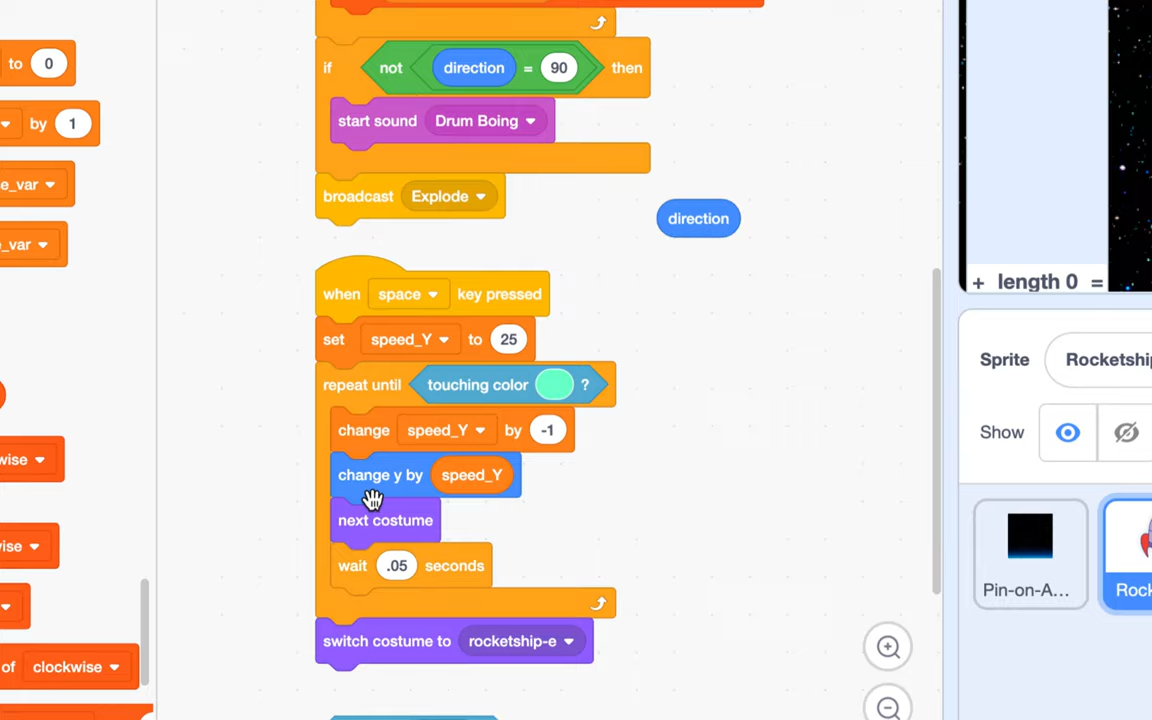 to 0
by 1
e_var
_var
wise
ise
of clockwise
if not direction = 90 then
start sound Drum Boing
broadcast Explode
direction
when space key pressed
set speed_Y to 25
repeat until touching color ?
change speed_Y by -1
change y by speed_Y
next costume
wait .05 seconds
switch costume to rocketship-e
+ length 0 =
Sprite Rocketship
Show
Pin-on-A...
Rock